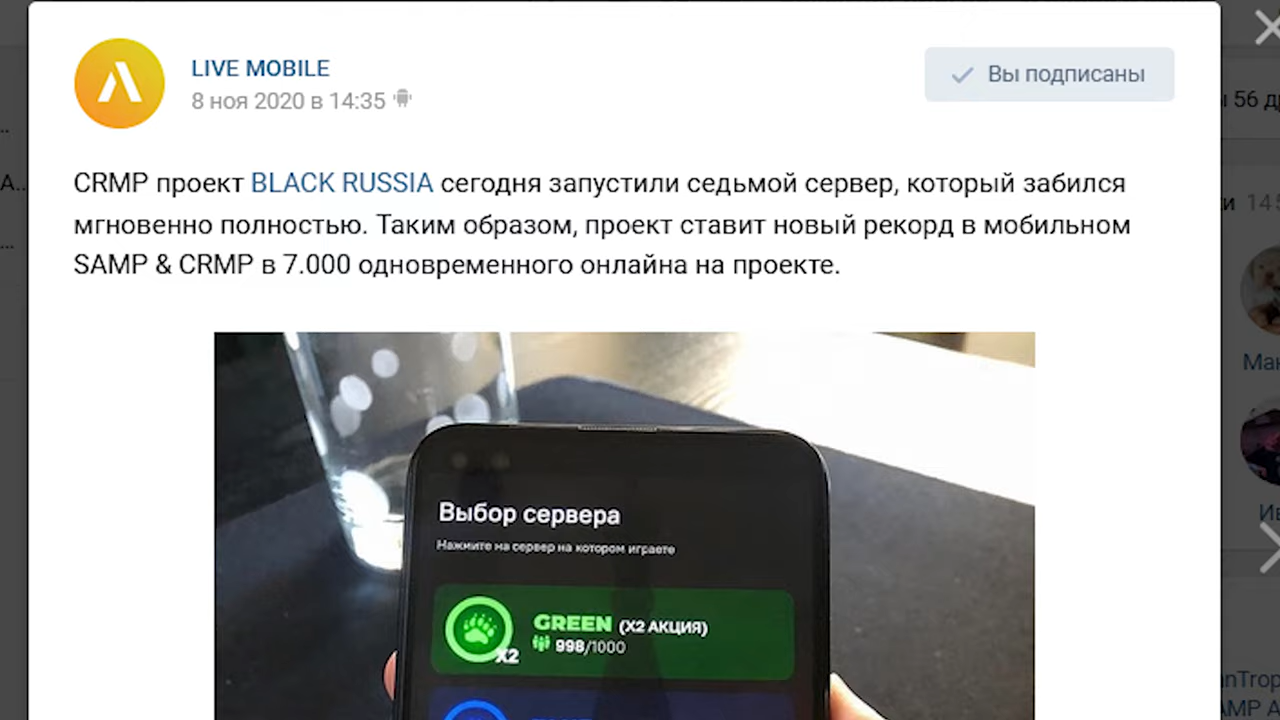 LIVE MOBILE
8 ноя 2020 в 14:35
Вы подписаны
CRMP проект BLACK RUSSIA сегодня запустили седьмой сервер, который забился
мгновенно полностью. Таким образом, проект ставит новый рекорд в мобильном
SAMP & CRMP в 7.000 одновременного онлайна на проекте.
Выбор сервера
Нажмите на сервер на котором играете
GREEN (X2 АКЦИЯ)
998/1000
X2
56